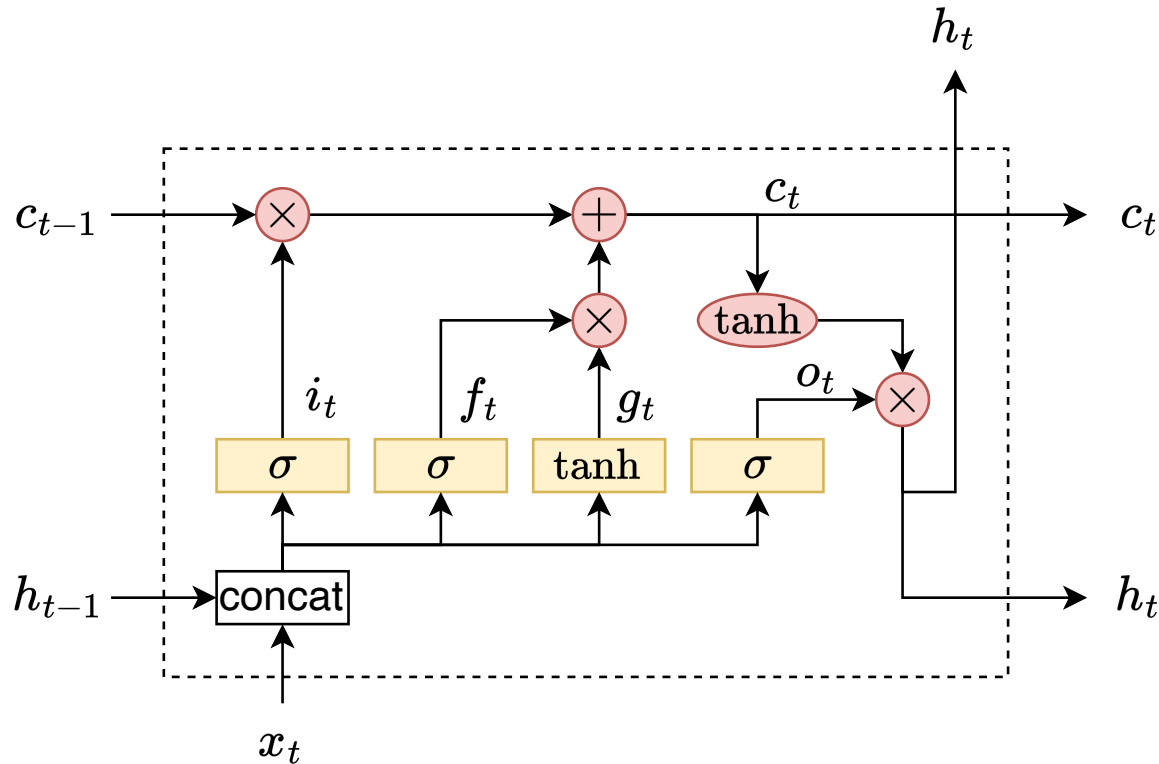 h_t
c_{t-1}
×
+
c_t
c_t
×
tanh
i_t
f_t
g_t
o_t
×
σ
σ
tanh
σ
h_{t-1}
concat
h_t
x_t